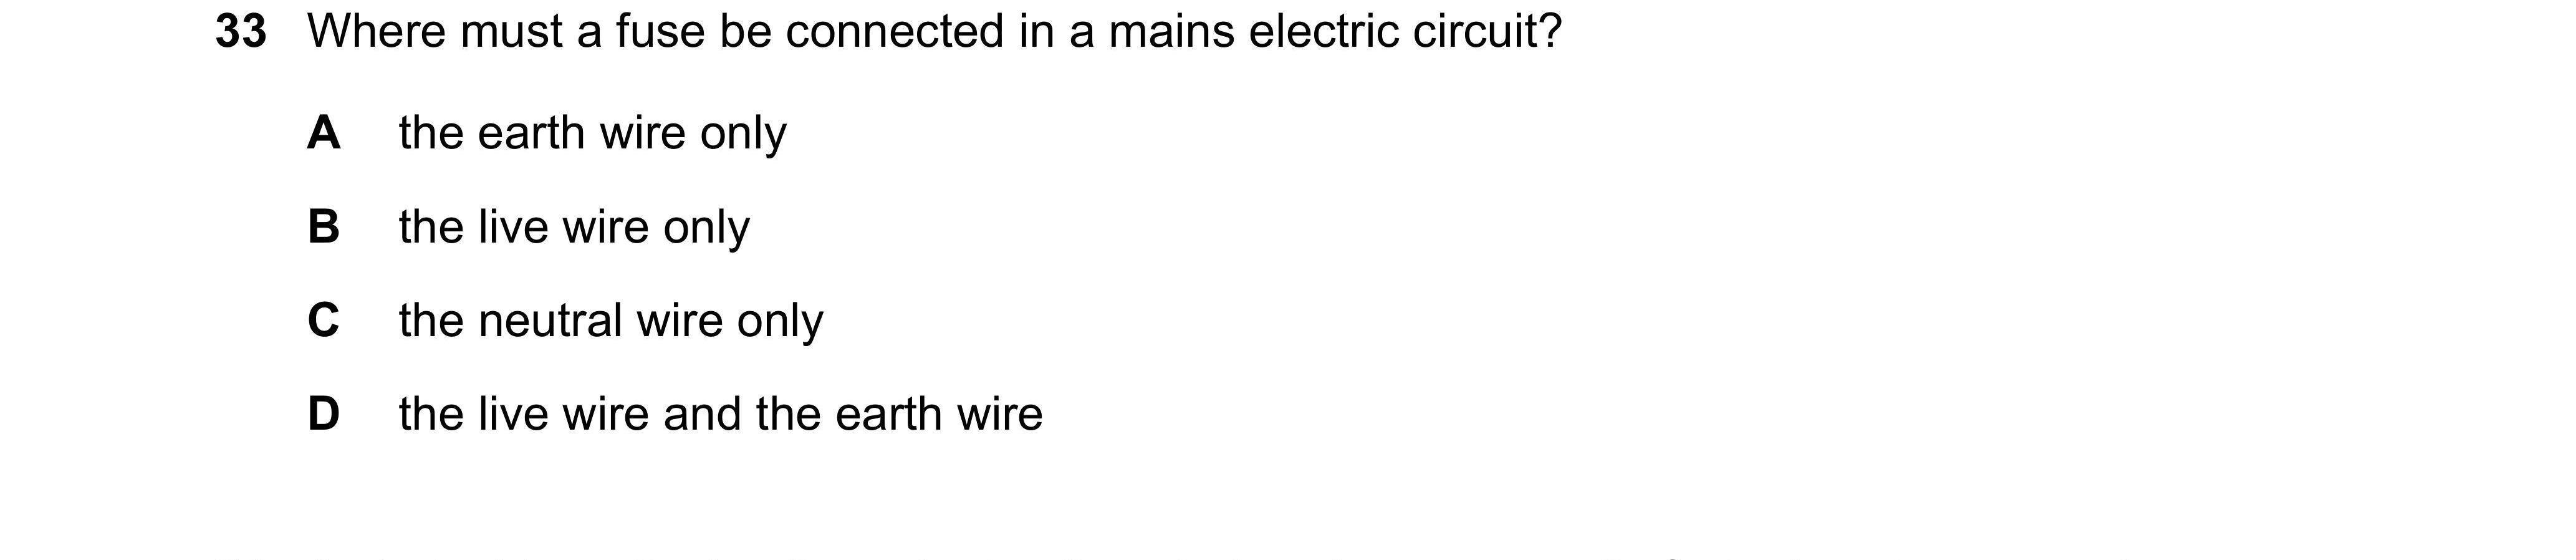 33 Where must a fuse be connected in a mains electric circuit?
A the earth wire only
B the live wire only
C the neutral wire only
D the live wire and the earth wire